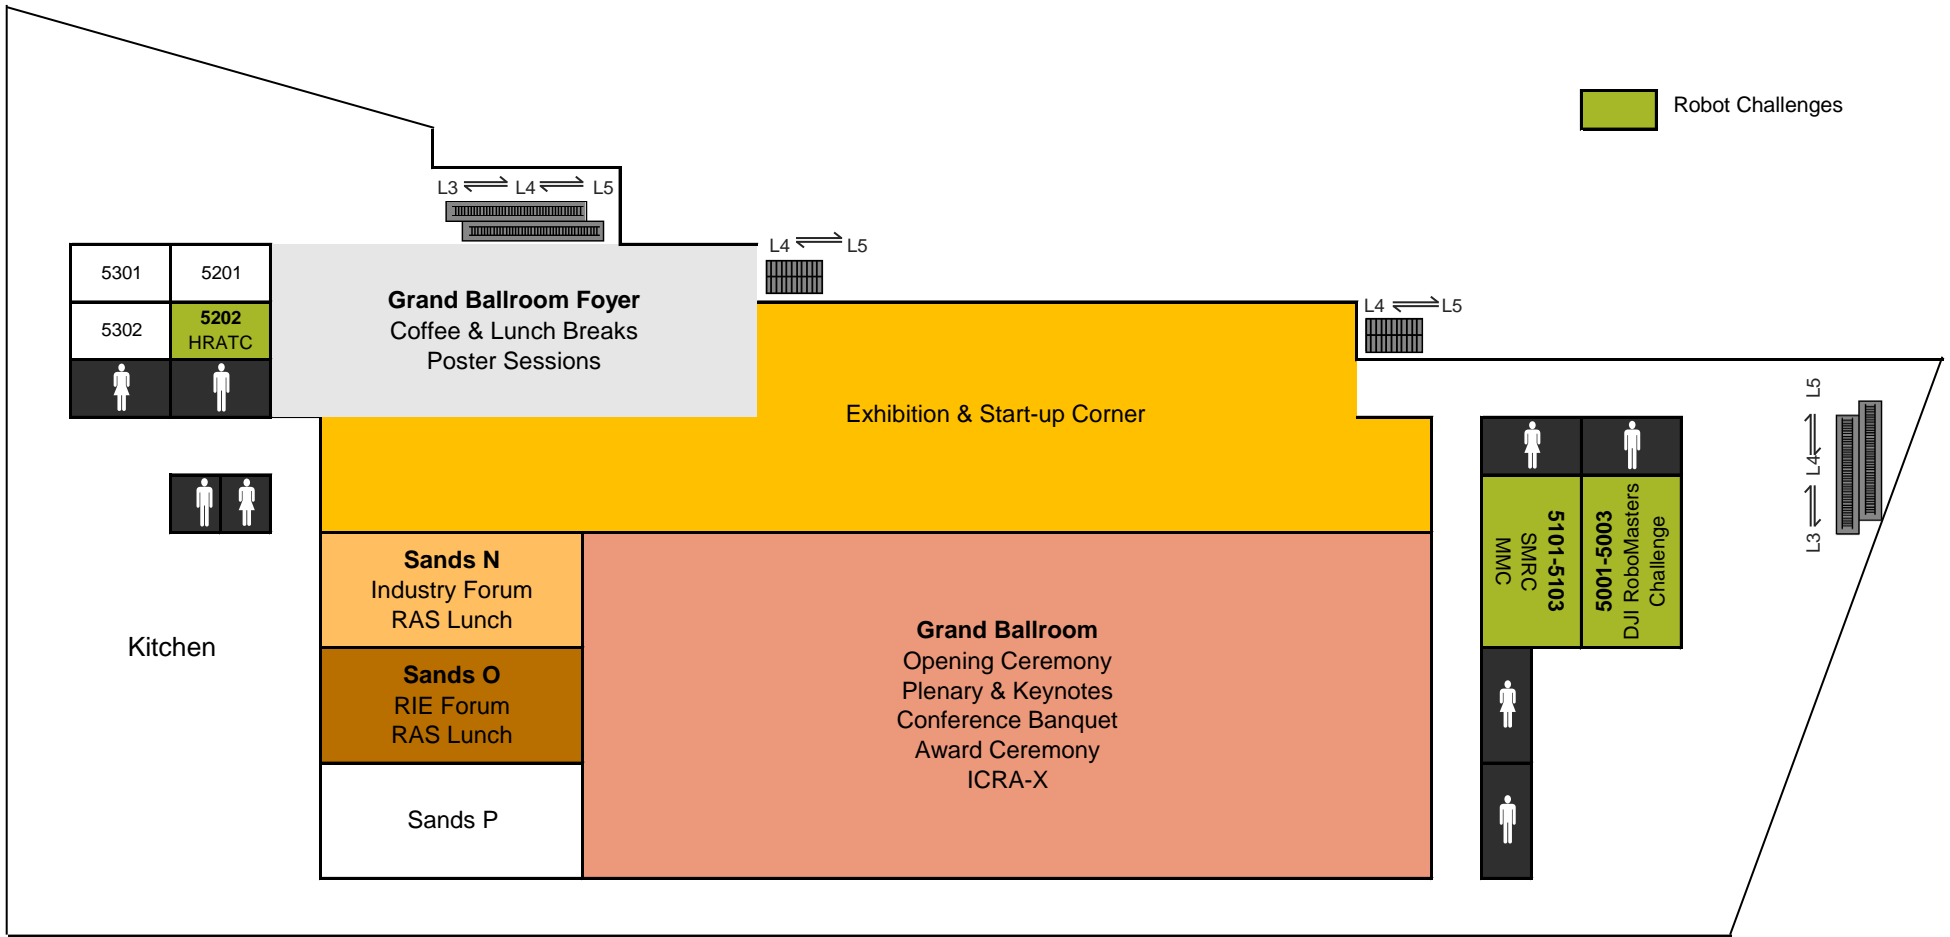 Robot Challenges
L3 L4 L5
L4 L5
L4 L5
5301
5201
5302
5202
HRATC
Grand Ballroom Foyer
Coffee & Lunch Breaks
Poster Sessions
Exhibition & Start-up Corner
L3 L4 L5
5101-5103
SMRC
MMC
5001-5003
DJI RoboMasters
Challenge
Kitchen
Sands N
Industry Forum
RAS Lunch
Sands O
RIE Forum
RAS Lunch
Sands P
Grand Ballroom
Opening Ceremony
Plenary & Keynotes
Conference Banquet
Award Ceremony
ICRA-X